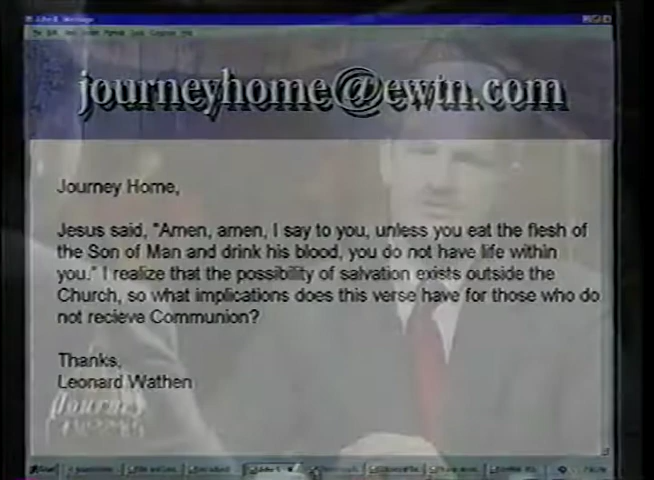 journeyhome@ewtn.com
Journey Home,
Jesus said, "Amen, amen, I say to you, unless you eat the flesh of
the Son of Man and drink his blood, you do not have life within
you." I realize that the possibility of salvation exists outside the
Church, so what implications does this verse have for those who do
not recieve Communion?
Thanks,
Leonard Wathen
Journey